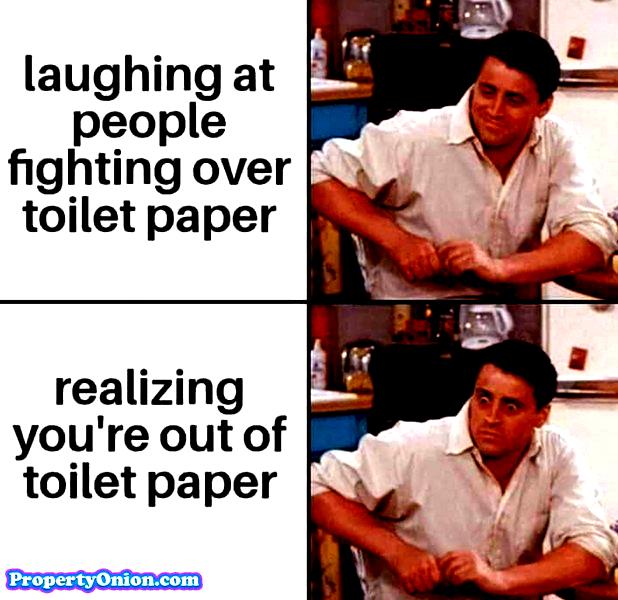 laughing at
people
fighting over
toilet paper
realizing
you're out of
toilet paper
PropertyOnion.com